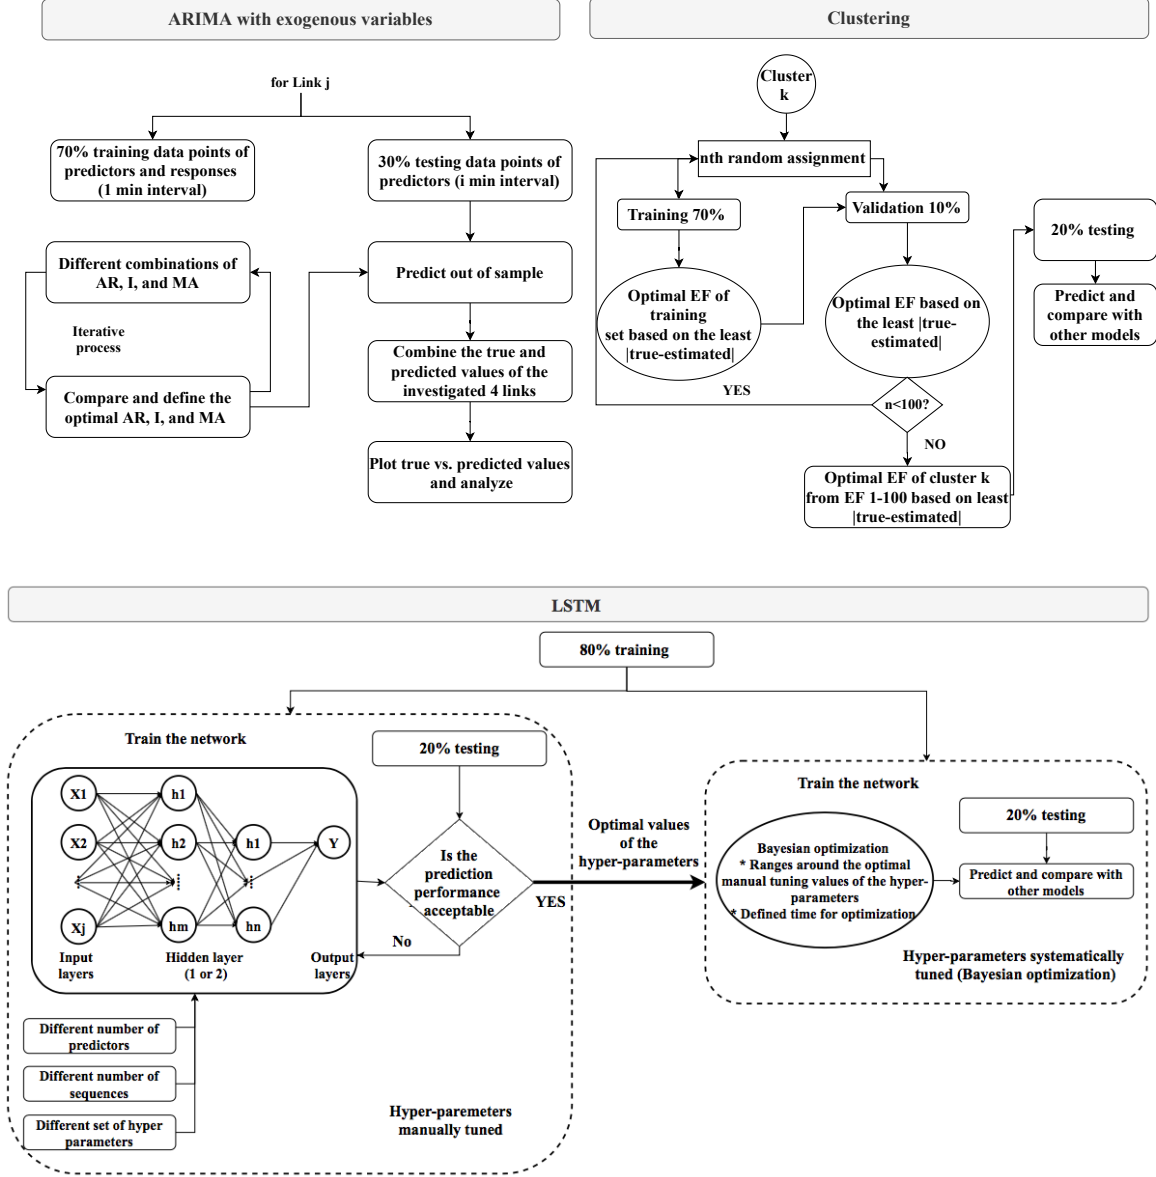 ARIMA with exogenous variables
for Link j
70% training data points of
predictors and responses
(1 min interval)
30% testing data points of
predictors (i min interval)
Different combinations of
AR, I, and MA
Iterative
process
Compare and define the
optimal AR, I, and MA
Predict out of sample
Combine the true and
predicted values of the
investigated 4 links
Plot true vs. predicted values
and analyze
Clustering
Cluster
k
nth random assignment
Training 70%
Validation 10%
Optimal EF of
training
set based on the least
|true-estimated|
Optimal EF based on
the least |true-
estimated|
YES
n<100?
NO
Optimal EF of cluster k
from EF 1-100 based on least
|true-estimated|
20% testing
Predict and
compare with
other models
LSTM
80% training
Train the network
20% testing
X1
X2
Xj
h1
h2
hm
h1
hn
Y
Input
layers
Hidden layer
(1 or 2)
Output
layers
Is the
prediction
performance
acceptable
No
YES
Different number of
predictors
Different number of
sequences
Different set of hyper
parameters
Hyper-paremeters
manually tuned
Optimal values
of the
hyper-parameters
Train the network
Bayesian optimization
* Ranges around the optimal
manual tuning values of the hyper-
parameters
* Defined time for optimization
20% testing
Predict and compare with
other models
Hyper-parameters systematically
tuned (Bayesian optimization)